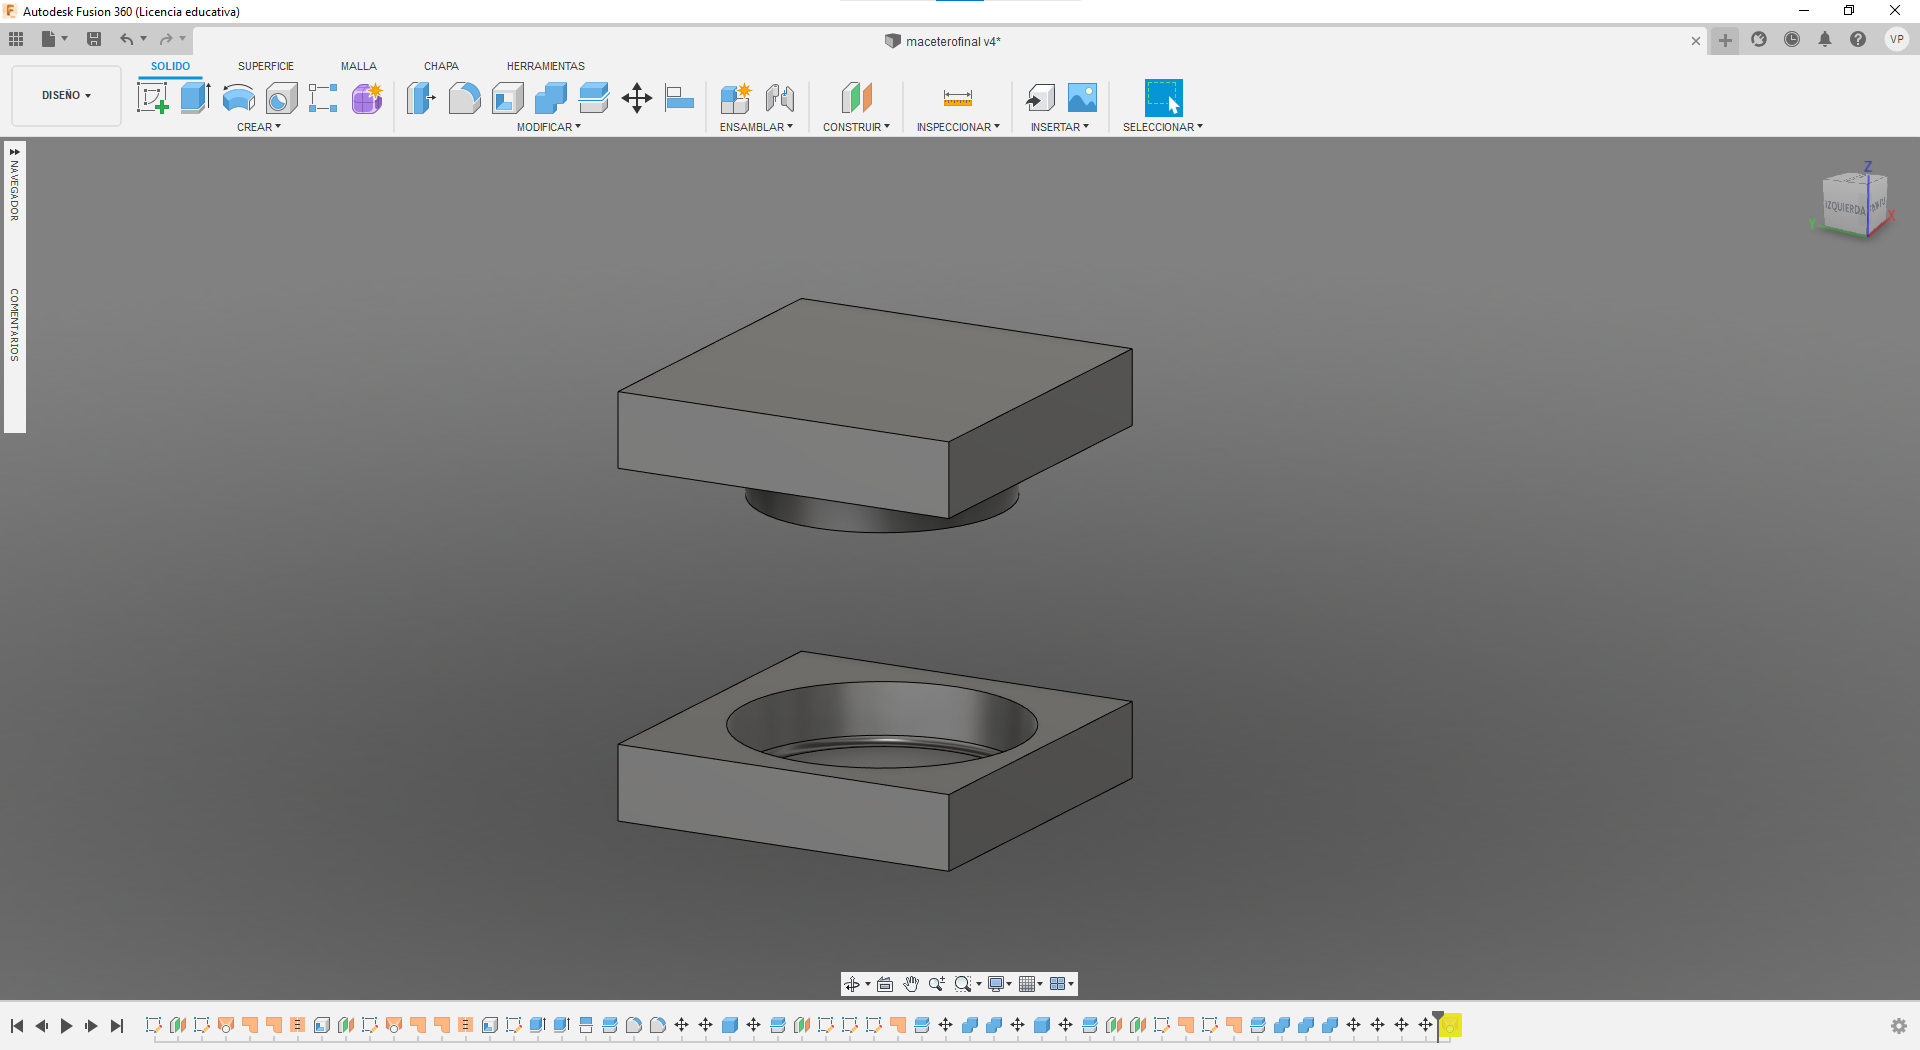 Autodesk Fusion 360 (Licencia educativa)
maceterofinal v4*
VP
DISEÑO
SOLIDO SUPERFICIE MALLA CHAPA HERRAMIENTAS
CREAR MODIFICAR ENSAMBLAR CONSTRUIR INSPECCIONAR INSERTAR SELECCIONAR
NAVEGADOR
COMENTARIOS
Z
IZQUIERDA
Y
X